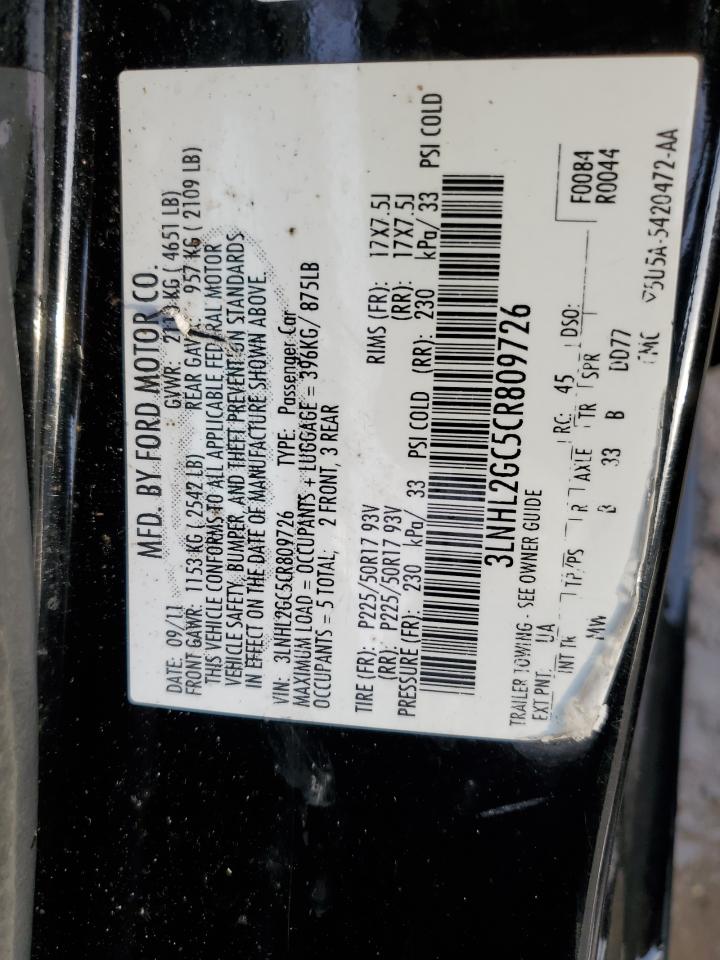 MFD. BY FORD MOTOR CO.
DATE: 09/11 GVWR: KG ( 4651 LB)
FRONT GAWR: 1153 KG ( 2542 LB) REAR GAWR: 957 KG ( 2109 LB)
THIS VEHICLE CONFORMS TO ALL APPLICABLE FEDERAL MOTOR
VEHICLE SAFETY, BUMPER, AND THEFT PREVENTION STANDARDS
IN EFFECT ON THE DATE OF MANUFACTURE SHOWN ABOVE.
VIN: 3LNHL2GC5CR809726 TYPE: Passenger Car
MAXIMUM LOAD = OCCUPANTS + LUGGAGE = 396KG/ 875LB
OCCUPANTS = 5 TOTAL, 2 FRONT, 3 REAR
TIRE (FR): P225/50R17 93V RIMS (FR): 17X7.5J
(RR): P225/50R17 93V (RR): 17X7.5J
PRESSURE (FR): 230 kPa/ 33 PSI COLD (RR): 230 kPa/ 33 PSI COLD
3LNHL2GC5CR809726
TRAILER TOWING - SEE OWNER GUIDE
EXT PNT: UA RC: 45 DSO: F0084
R0044
INT TR TP/PS R AXLE TR SPR
MW B 33 B DD77
5U5A-5420472-AA